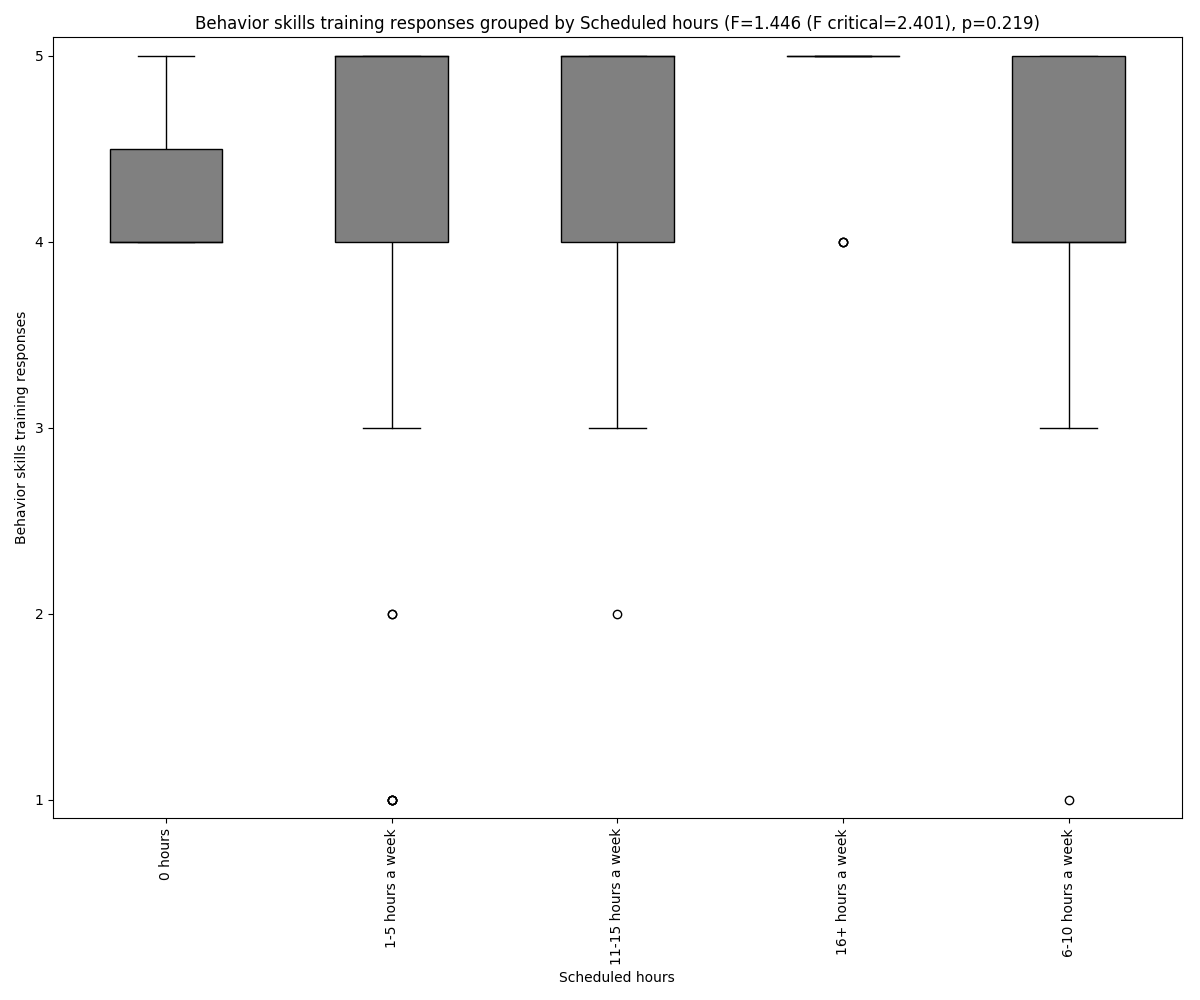 Behavior skills training responses grouped by Scheduled hours (F=1.446 (F critical=2.401), p=0.219)
Behavior skills training responses
5
4
3
2
1
0 hours
1-5 hours a week
11-15 hours a week
16+ hours a week
6-10 hours a week
Scheduled hours